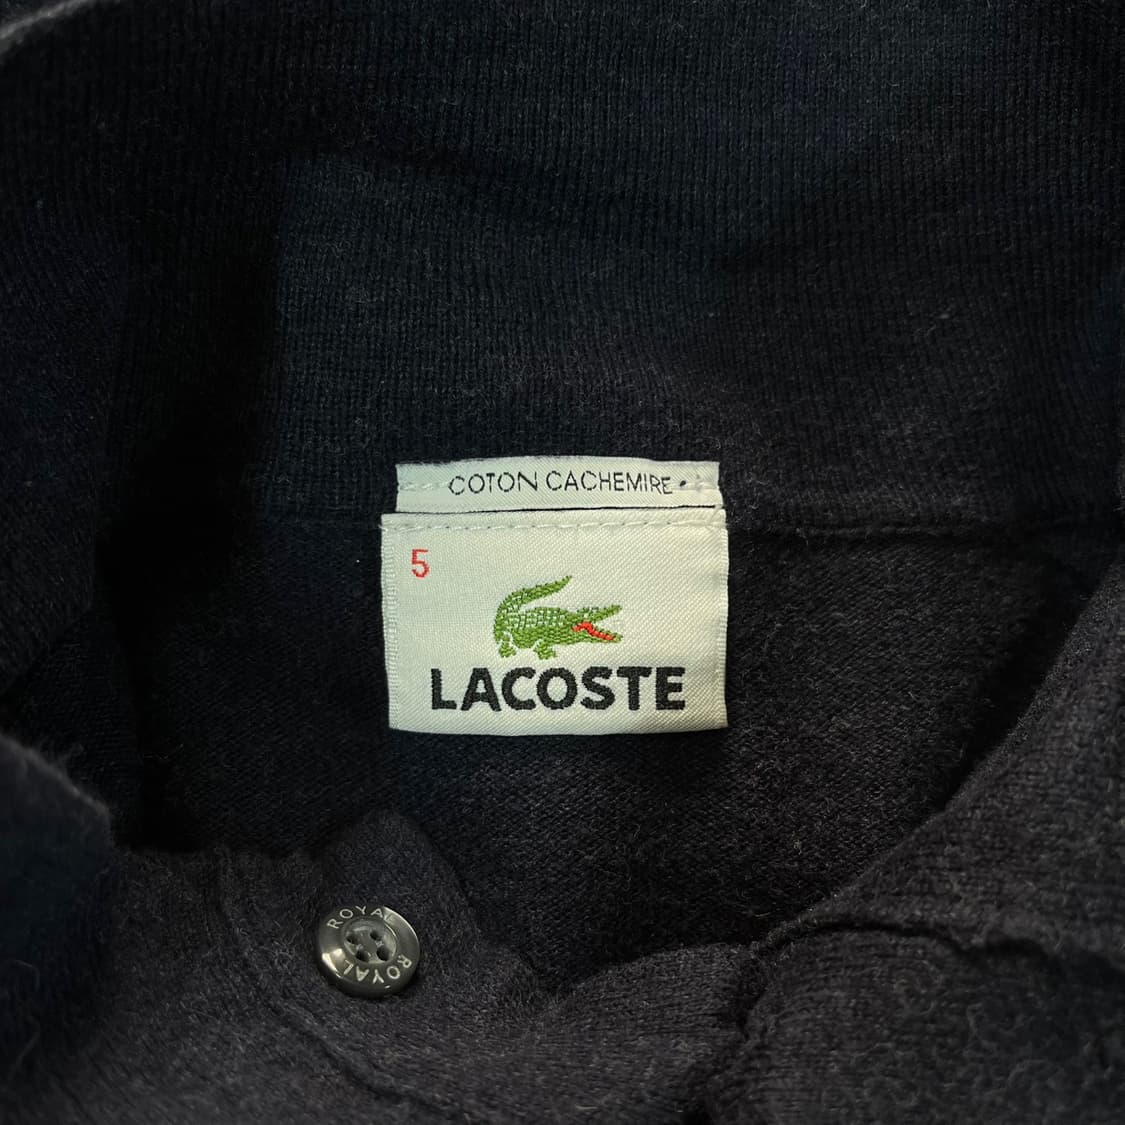 COTON CACHEMIRE
5
LACOSTE
ROYAL
ROYAL